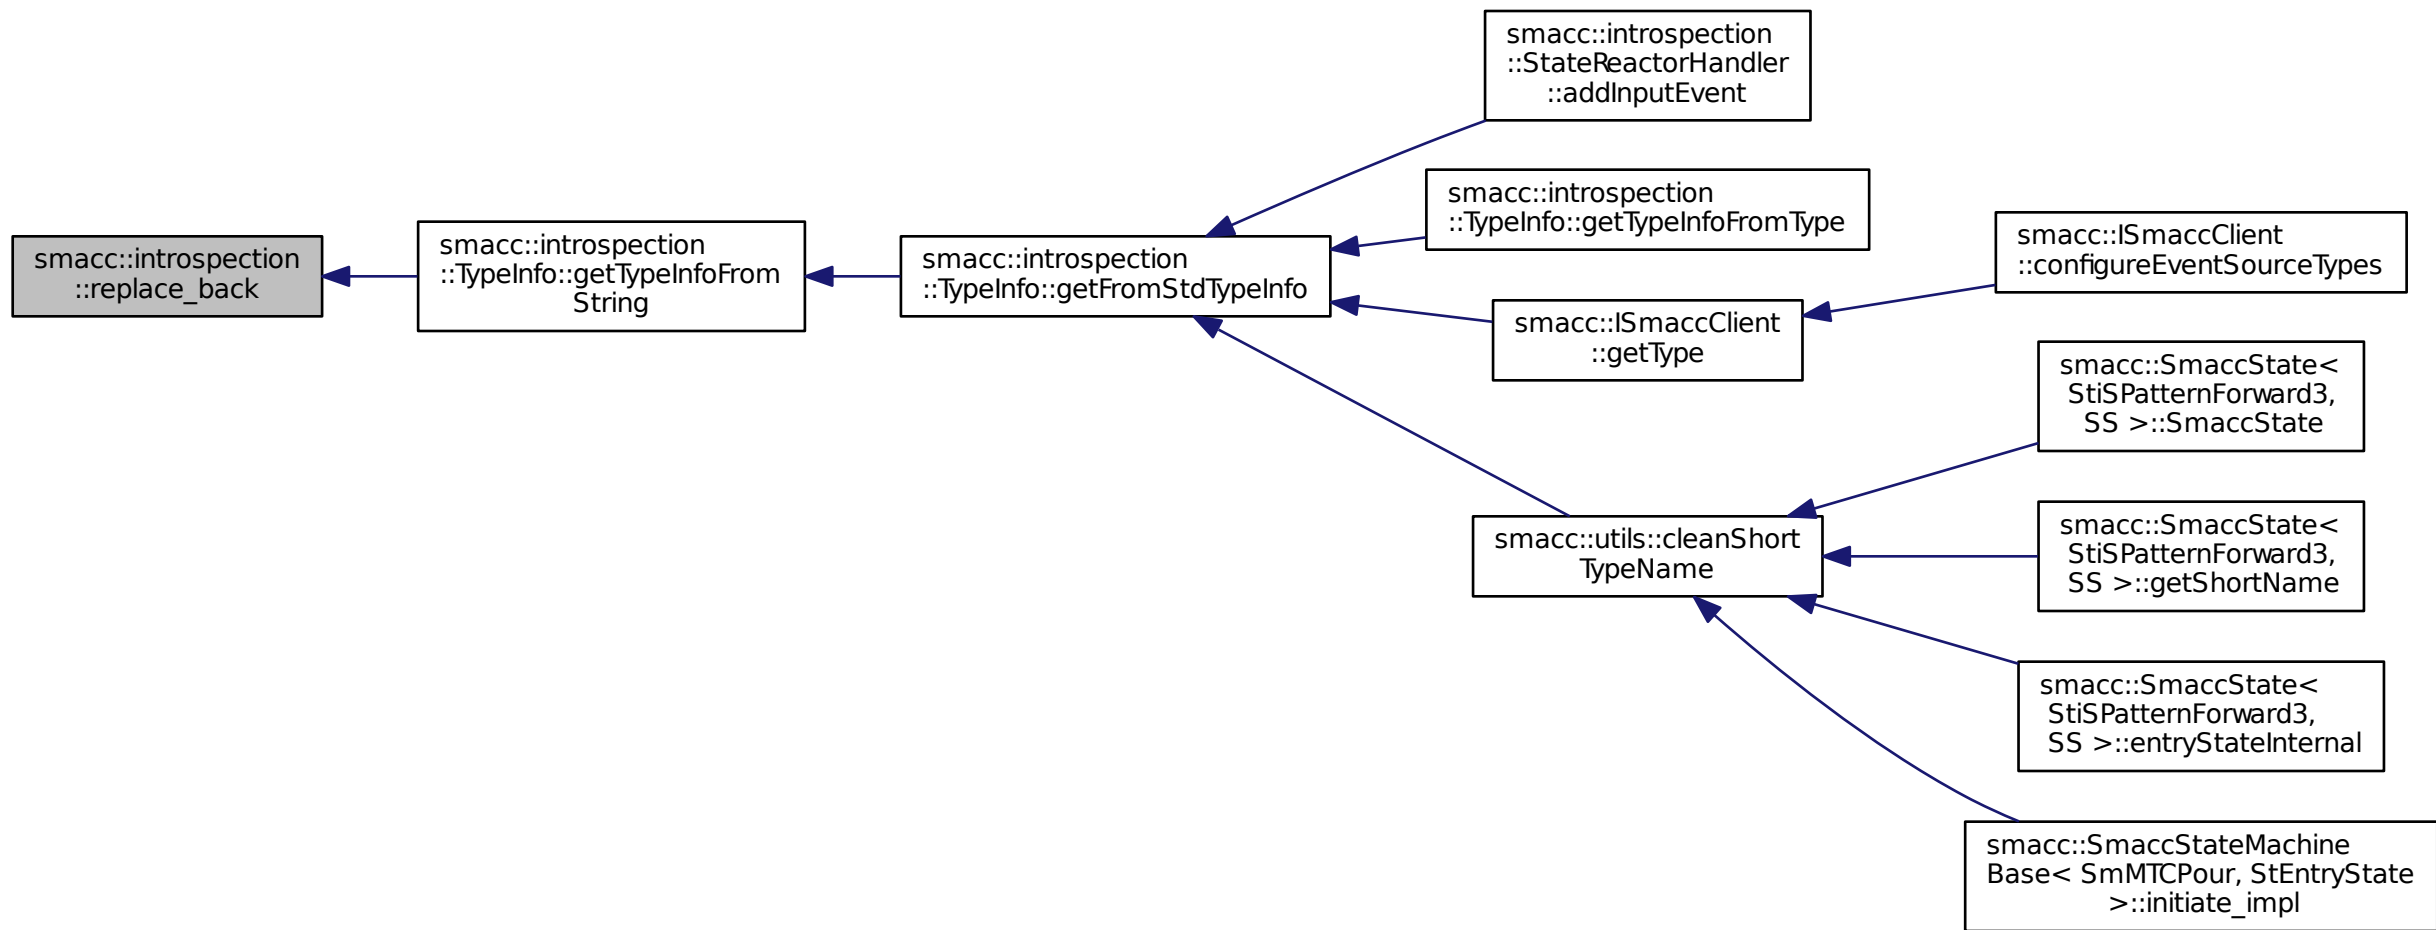 smacc::introspection
::replace_back
smacc::introspection
::TypeInfo::getTypeInfoFrom
String
smacc::introspection
::TypeInfo::getFromStdTypeInfo
smacc::introspection
::StateReactorHandler
::addInputEvent
smacc::introspection
::TypeInfo::getTypeInfoFromType
smacc::ISmaccClient
::getType
smacc::ISmaccClient
::configureEventSourceTypes
smacc::utils::cleanShort
TypeName
smacc::SmaccState<
StiSPatternForward3,
SS >::SmaccState
smacc::SmaccState<
StiSPatternForward3,
SS >::getShortName
smacc::SmaccState<
StiSPatternForward3,
SS >::entryStateInternal
smacc::SmaccStateMachine
Base< SmMTCPour, StEntryState
>::initiate_impl